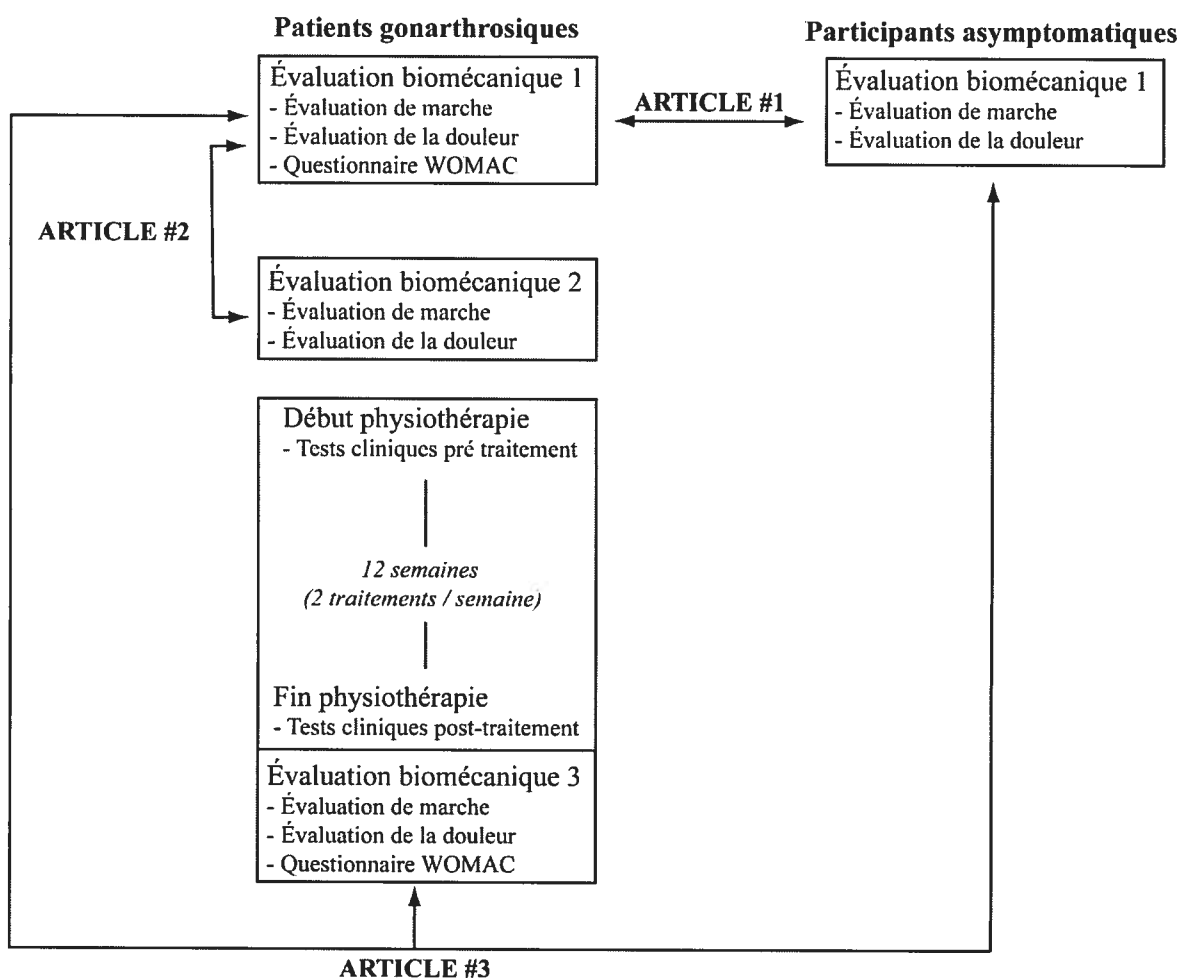 Patients gonarthrosiques
Évaluation biomécanique 1
- Évaluation de marche
- Évaluation de la douleur
- Questionnaire WOMAC
ARTICLE #1
Participants asymptomatiques
Évaluation biomécanique 1
- Évaluation de marche
- Évaluation de la douleur
ARTICLE #2
Évaluation biomécanique 2
- Évaluation de marche
- Évaluation de la douleur
Début physiothérapie
- Tests cliniques pré traitement
12 semaines
(2 traitements / semaine)
Fin physiothérapie
- Tests cliniques post-traitement
Évaluation biomécanique 3
- Évaluation de marche
- Évaluation de la douleur
- Questionnaire WOMAC
ARTICLE #3